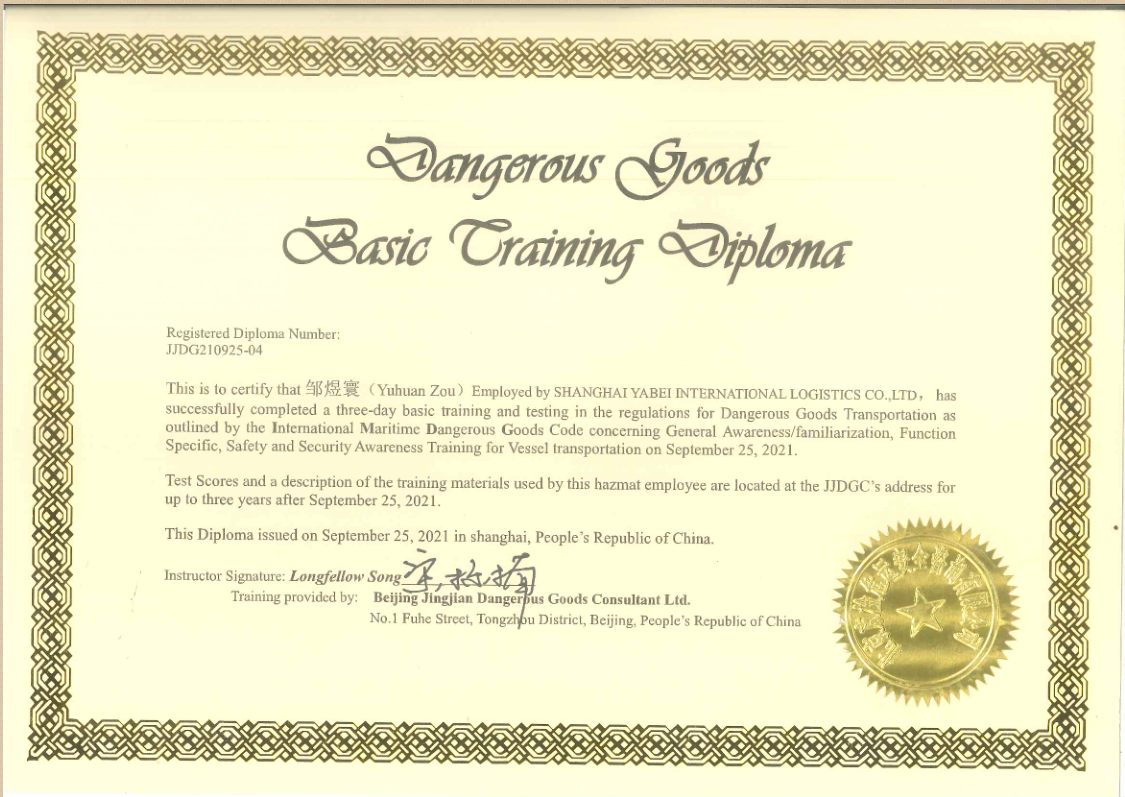 Dangerous Goods
Basic Training Diploma
Registered Diploma Number:
JJDG210925-04
This is to certify that 邹煜寰（Yuhuan Zou）Employed by SHANGHAI YABEI INTERNATIONAL LOGISTICS CO.,LTD，has
successfully completed a three-day basic training and testing in the regulations for Dangerous Goods Transportation as
outlined by the International Maritime Dangerous Goods Code concerning General Awareness/familiarization, Function
Specific, Safety and Security Awareness Training for Vessel transportation on September 25, 2021.
Test Scores and a description of the training materials used by this hazmat employee are located at the JJDGC's address for
up to three years after September 25, 2021.
This Diploma issued on September 25, 2021 in shanghai, People's Republic of China.
Instructor Signature: Longfellow Song
Training provided by: Beijing Jingjian Dangerous Goods Consultant Ltd.
No.1 Fuhe Street, Tongzhou District, Beijing, People's Republic of China